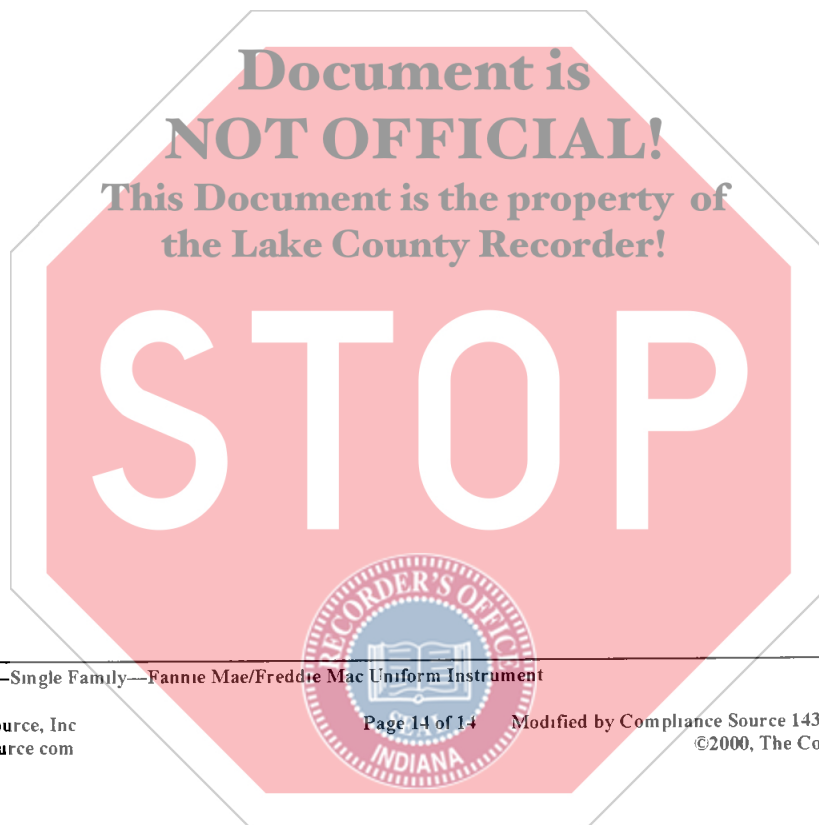 Document is
NOT OFFICIAL!
This Document is the property of
the Lake County Recorder!
STOP
RECORDER'S OFFICE
SEAL
INDIANA
—Single Family—Fannie Mae/Freddie Mac Uniform Instrument
urce, Inc
Page 14 of 14 Modified by Compliance Source 143
urce com
©2000, The Co